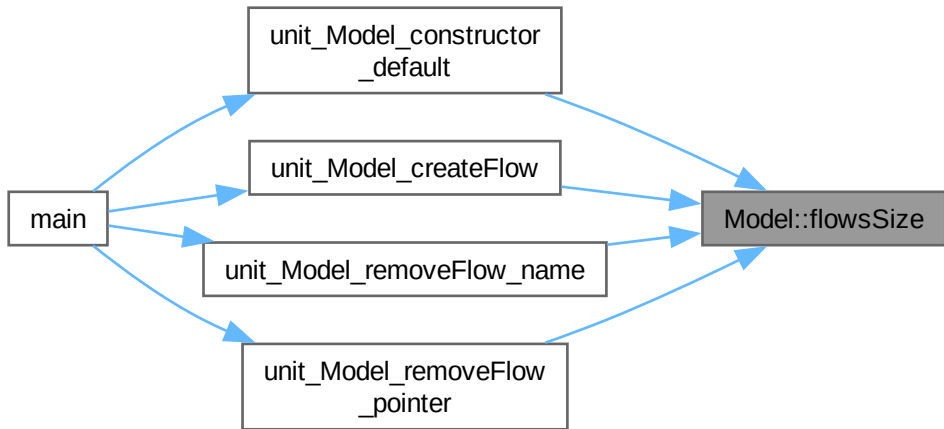 unit_Model_constructor
_default
unit_Model_createFlow
main
Model::flowsSize
unit_Model_removeFlow_name
unit_Model_removeFlow
_pointer